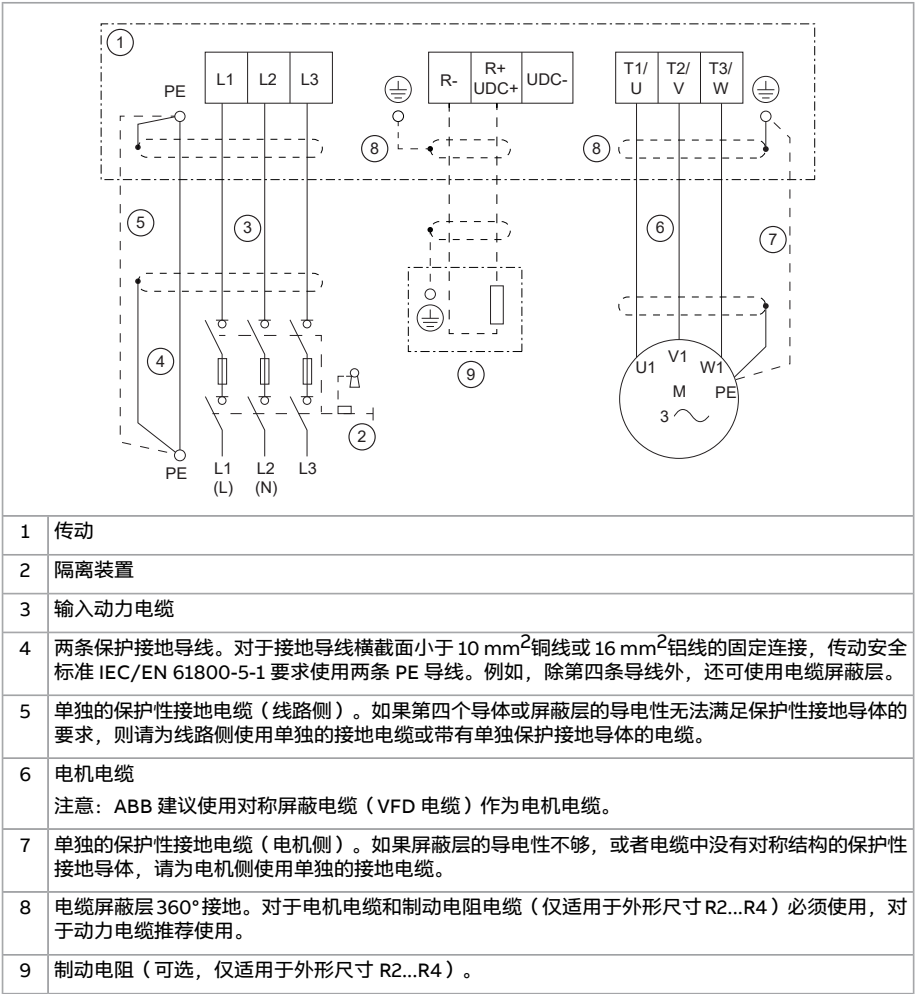 1
PE
L1
L2
L3
R-
R+
UDC+
UDC-
T1/
U
T2/
V
T3/
W
8
8
5
3
6
7
4
9
2
U1
V1
W1
M
PE
3
PE
L1
(L)
L2
(N)
L3
1 传动
2 隔离装置
3 输入动力电缆
4 两条保护接地导线。对于接地导线横截面小于 10 mm²铜线或 16 mm²铝线的固定连接，传动安全
标准 IEC/EN 61800-5-1 要求使用两条 PE 导线。例如，除第四条导线外，还可使用电缆屏蔽层。
5 单独的保护性接地电缆（线路侧）。如果第四个导体或屏蔽层的导电性无法满足保护性接地导体的
要求，则请为线路侧使用单独的接地电缆或带有单独保护接地导体的电缆。
6 电机电缆
注意：ABB 建议使用对称屏蔽电缆（VFD 电缆）作为电机电缆。
7 单独的保护性接地电缆（电机侧）。如果屏蔽层的导电性不够，或者电缆中没有对称结构的保护性
接地导体，请为电机侧使用单独的接地电缆。
8 电缆屏蔽层 360° 接地。对于电机电缆和制动电阻电缆（仅适用于外形尺寸 R2...R4）必须使用，对
于动力电缆推荐使用。
9 制动电阻（可选，仅适用于外形尺寸 R2...R4）。